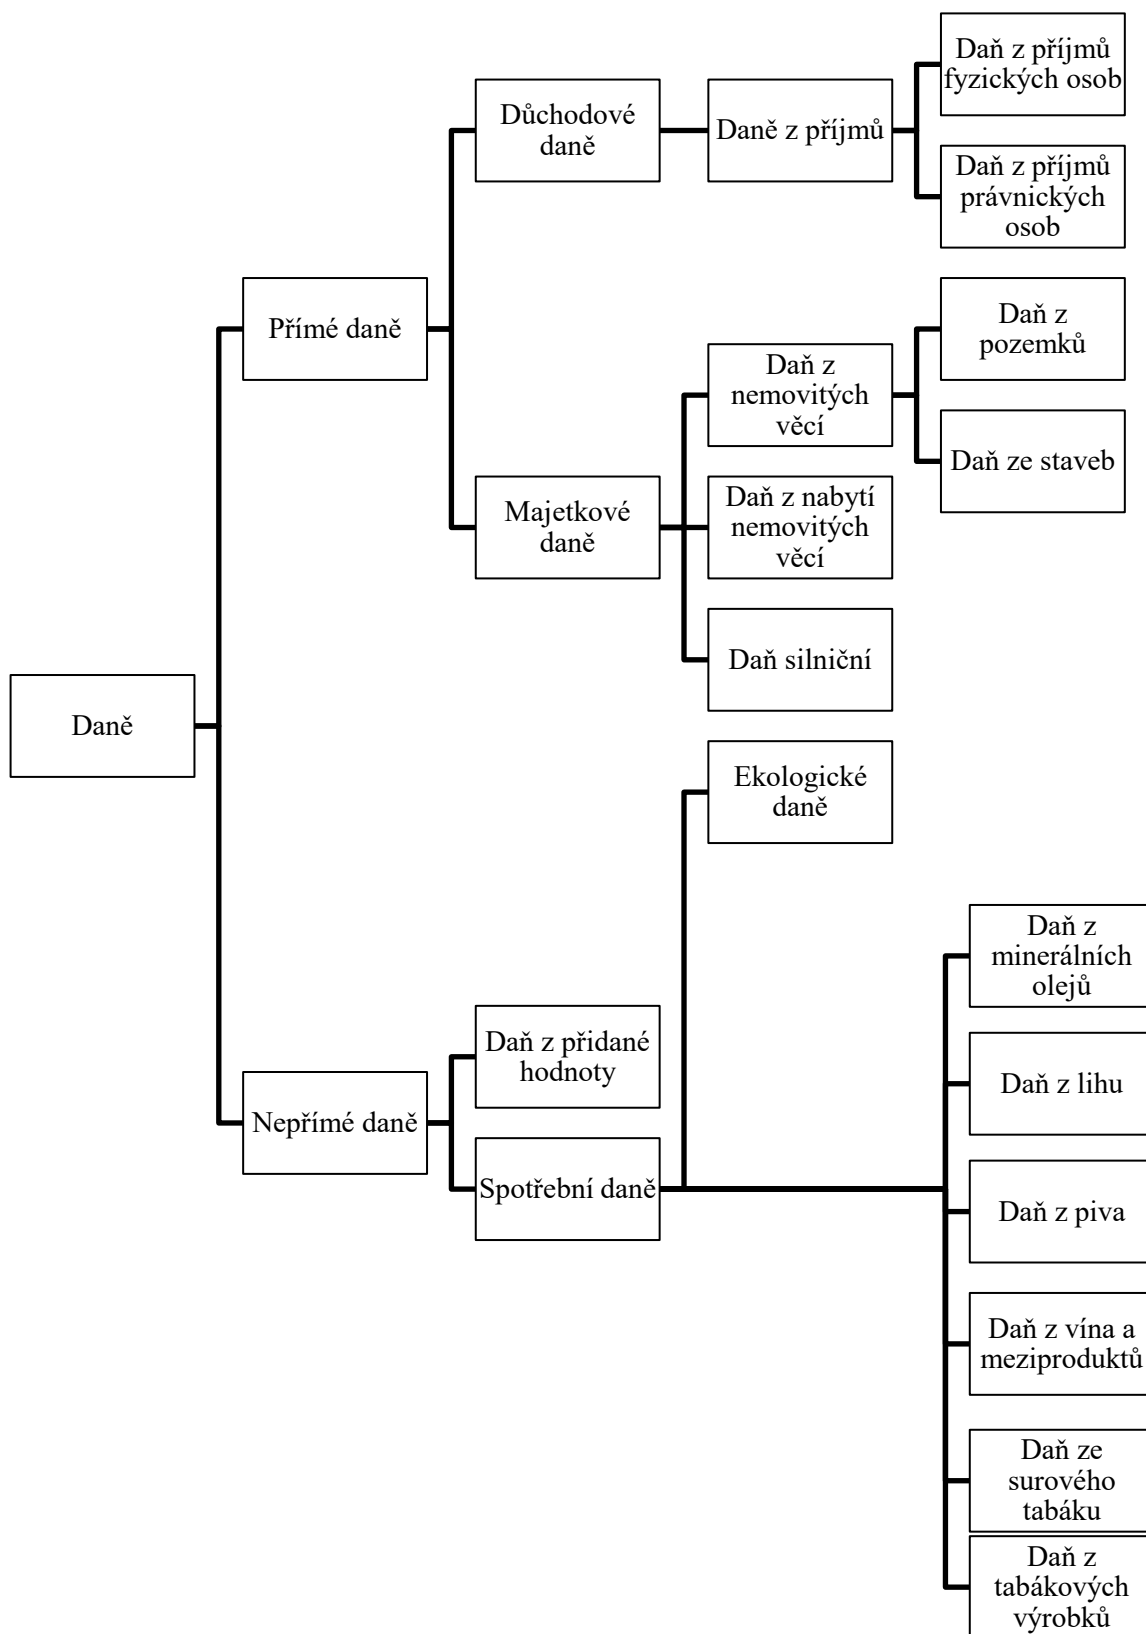 Daň z příjmů
fyzických osob
Důchodové
daně
Daně z příjmů
Daň z příjmů
právnických
osob
Přímé daně
Daň z
pozemků
Daň z
nemovitých
věcí
Daň ze staveb
Majetkové
daně
Daň z nabytí
nemovitých
věcí
Daň silniční
Daně
Ekologické
daně
Daň z
minerálních
olejů
Daň z přidané
hodnoty
Daň z lihu
Nepřímé daně
Spotřební daně
Daň z piva
Daň z vína a
meziproduktů
Daň ze
surového
tabáku
Daň z
tabákových
výrobků